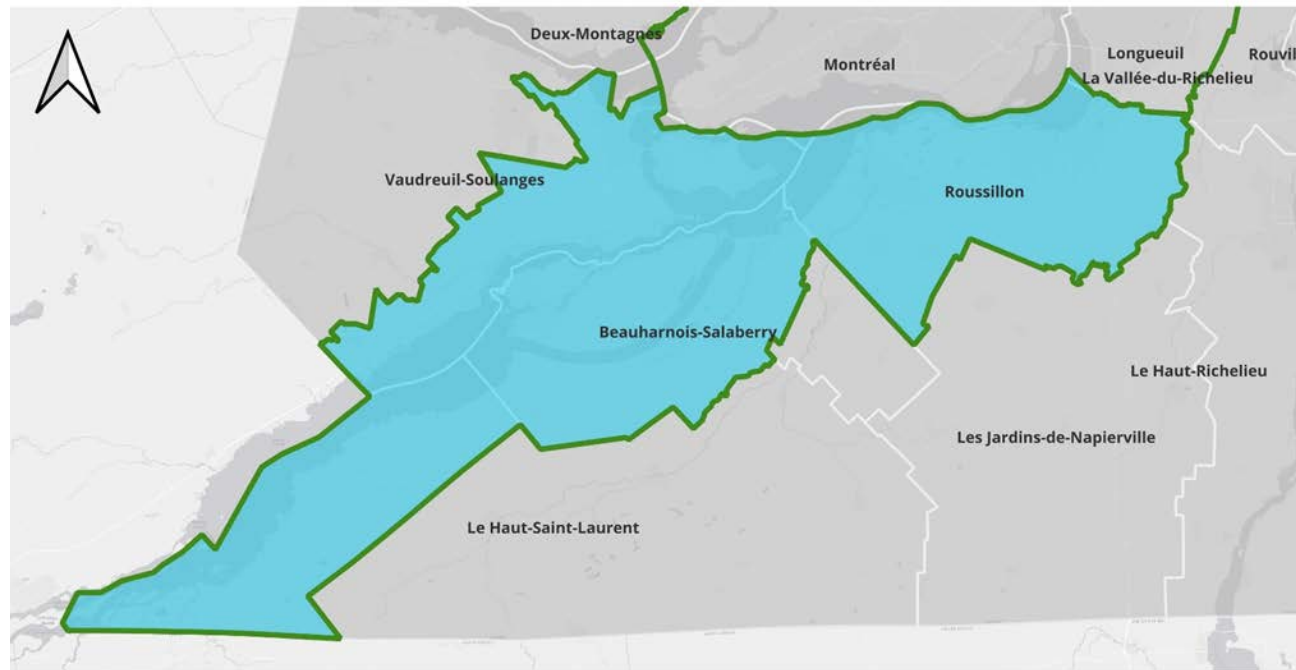 Deux-Montagnes
Longueuil
Rouvil
Montréal
La Vallée-du-Richelieu
Vaudreuil-Soulanges
Roussillon
Beauharnois-Salaberry
Le Haut-Richelieu
Les Jardins-de-Napierville
Le Haut-Saint-Laurent